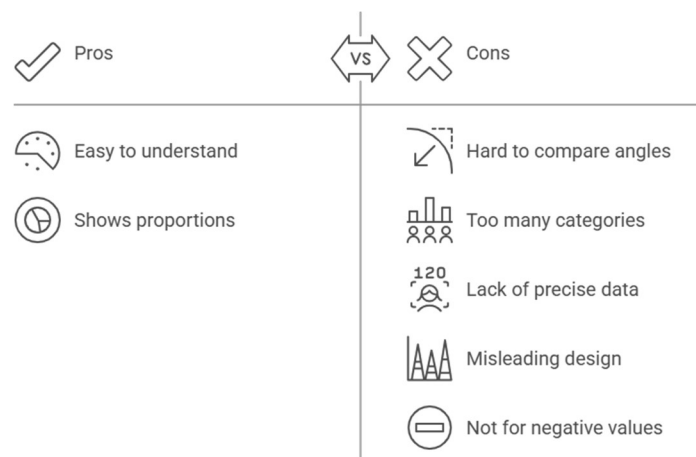 Pros
VS
Cons
Easy to understand
Shows proportions
Hard to compare angles
Too many categories
120
Lack of precise data
Misleading design
Not for negative values